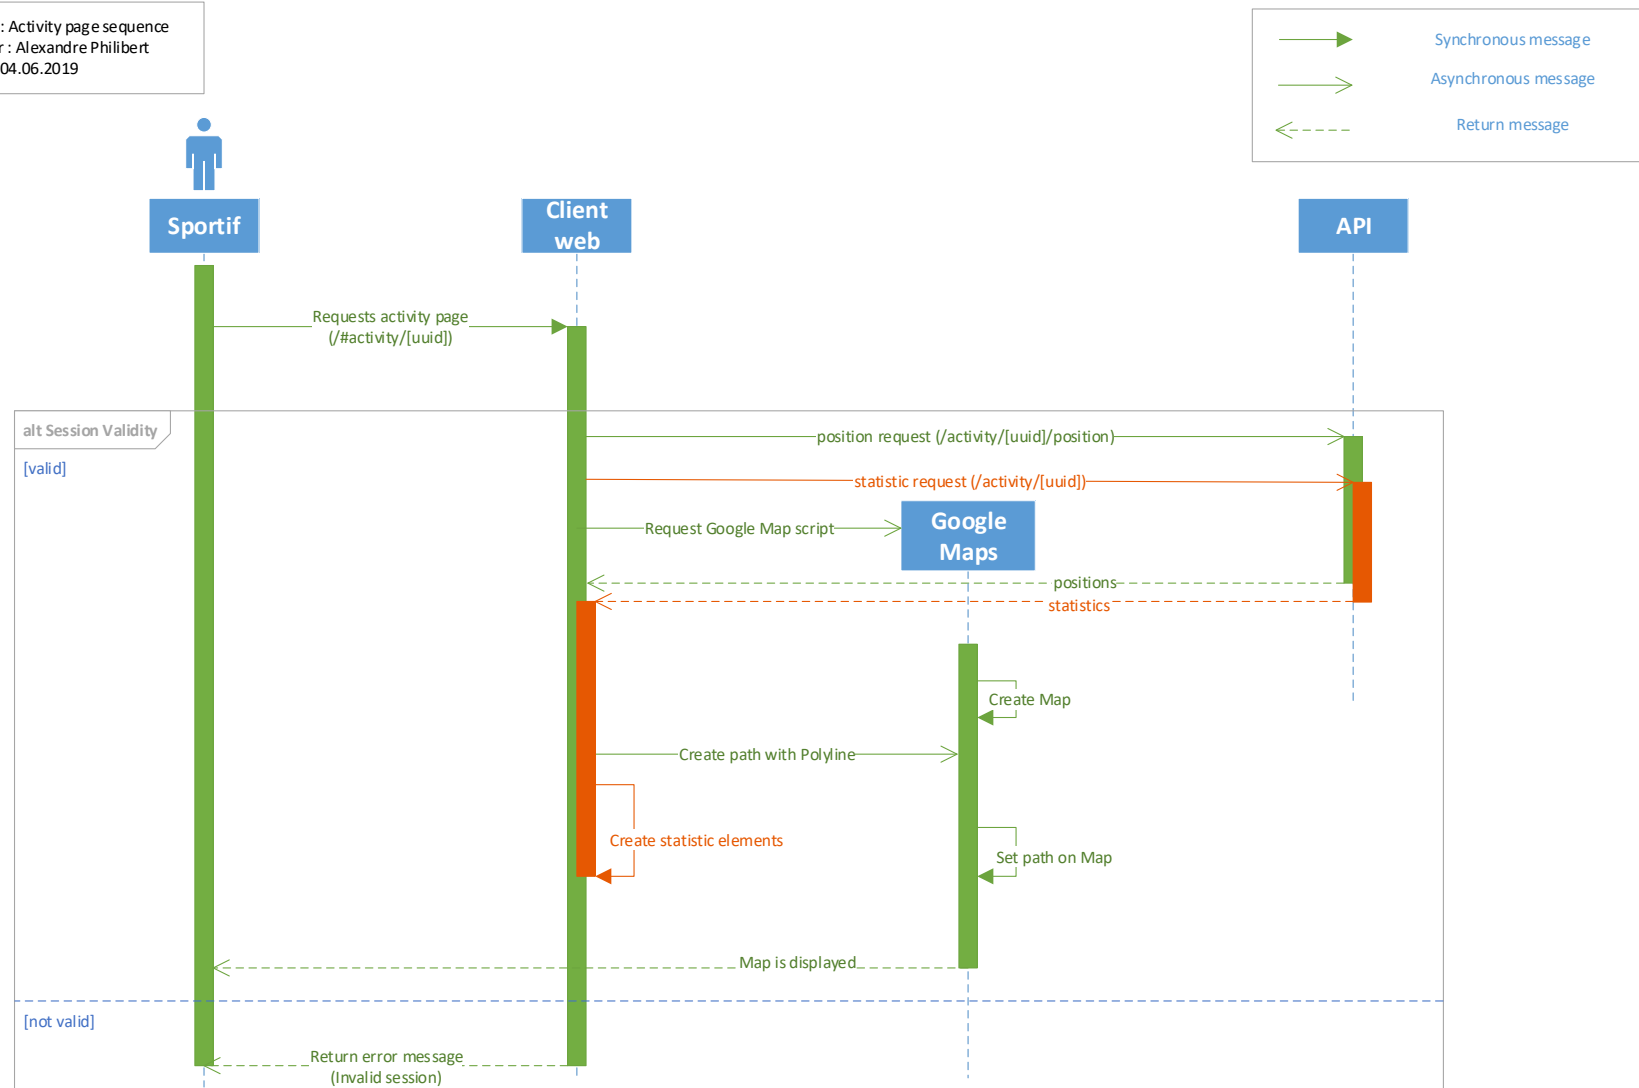 : Activity page sequence
r : Alexandre Philibert
04.06.2019
Synchronous message
Asynchronous message
Return message
Sportif
Client
web
API
Requests activity page
(/#activity/[uuid])
alt Session Validity
[valid]
position request (/activity/[uuid]/position)
statistic request (/activity/[uuid])
Request Google Map script
Google
Maps
positions
statistics
Create Map
Create path with Polyline
Create statistic elements
Set path on Map
Map is displayed
[not valid]
Return error message
(Invalid session)